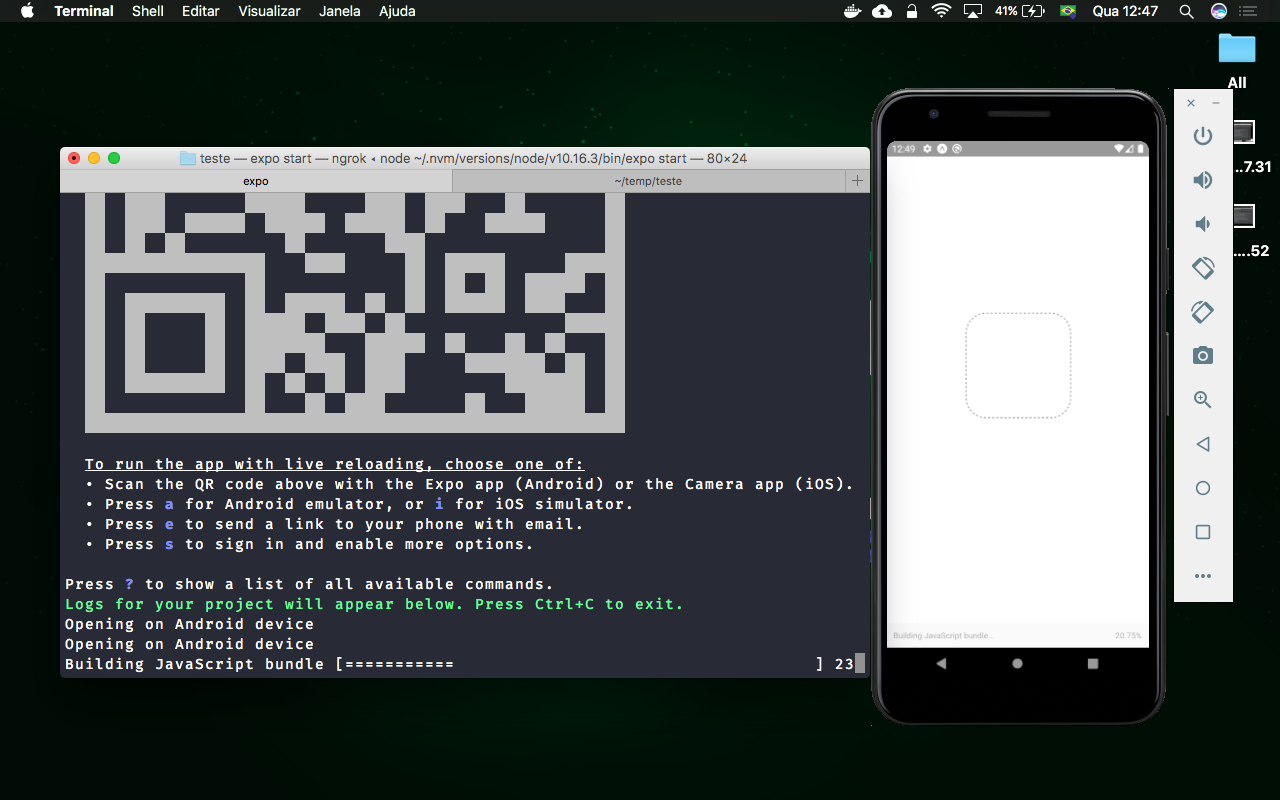 Terminal Shell Editar Visualizar Janela Ajuda 41% Qua 12:47
All
...7.31
....52
teste — expo start — ngrok ◂ node ~/.nvm/versions/node/v10.16.3/bin/expo start — 80×24
expo ~/temp/teste
To run the app with live reloading, choose one of:
• Scan the QR code above with the Expo app (Android) or the Camera app (iOS).
• Press a for Android emulator, or i for iOS simulator.
• Press e to send a link to your phone with email.
• Press s to sign in and enable more options.
Press ? to show a list of all available commands.
Logs for your project will appear below. Press Ctrl+C to exit.
Opening on Android device
Opening on Android device
Building JavaScript bundle [=========== ] 23
12:49
Building JavaScript bundle... 20.75%